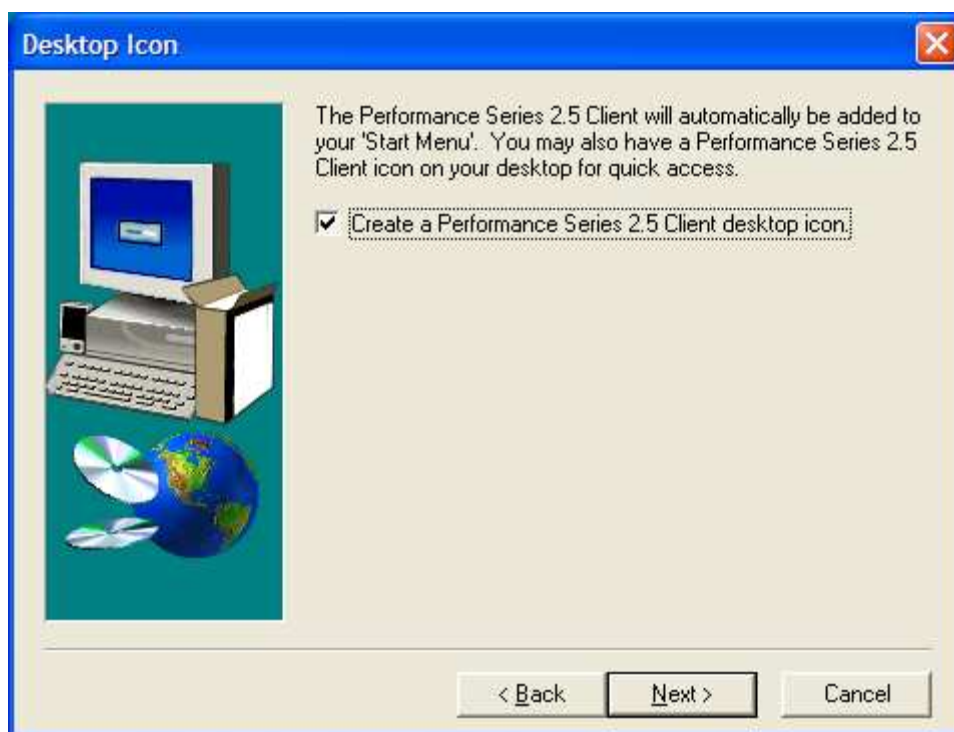 Desktop Icon
The Performance Series 2.5 Client will automatically be added to
your 'Start Menu'. You may also have a Performance Series 2.5
Client icon on your desktop for quick access.
Create a Performance Series 2.5 Client desktop icon.
< Back Next > Cancel